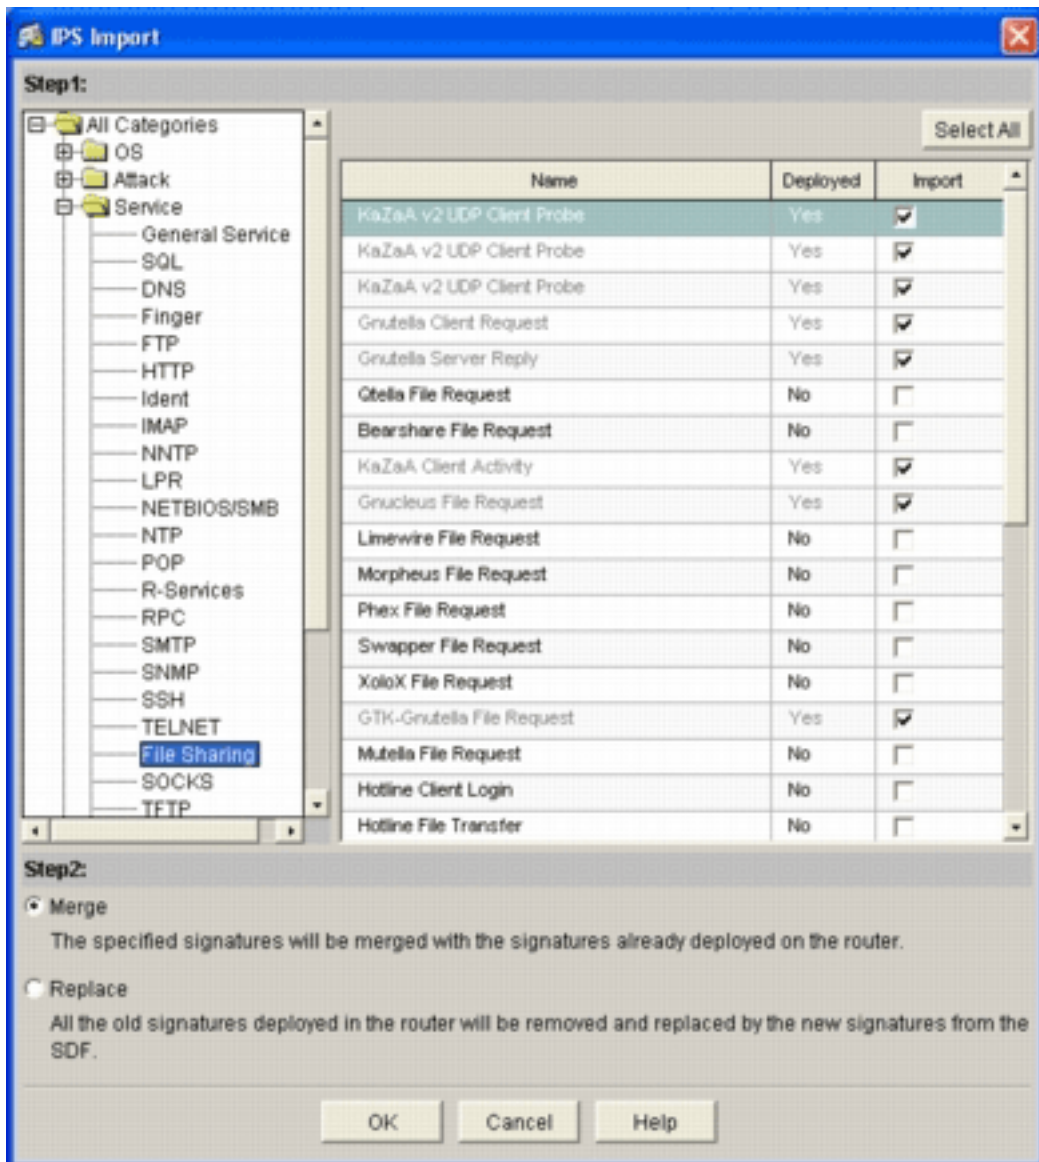 IPS Import
Step1:
All Categories
OS
Attack
Service
General Service
SQL
DNS
Finger
FTP
HTTP
Ident
IMAP
NNTP
LPR
NETBIOS/SMB
NTP
POP
R-Services
RPC
SMTP
SNMP
SSH
TELNET
File Sharing
SOCKS
TFTP
Select All
Name Deployed Import
KaZaA v2 UDP Client Probe Yes
KaZaA v2 UDP Client Probe Yes
KaZaA v2 UDP Client Probe Yes
Gnutella Client Request Yes
Gnutella Server Reply Yes
Qtella File Request No
Bearshare File Request No
KaZaA Client Activity Yes
Gnucleus File Request Yes
Limewire File Request No
Morpheus File Request No
Phex File Request No
Swapper File Request No
XoloX File Request No
GTK-Gnutella File Request Yes
Mutella File Request No
Hotline Client Login No
Hotline File Transfer No
Step2:
Merge
The specified signatures will be merged with the signatures already deployed on the router.
Replace
All the old signatures deployed in the router will be removed and replaced by the new signatures from the
SDF.
OK Cancel Help